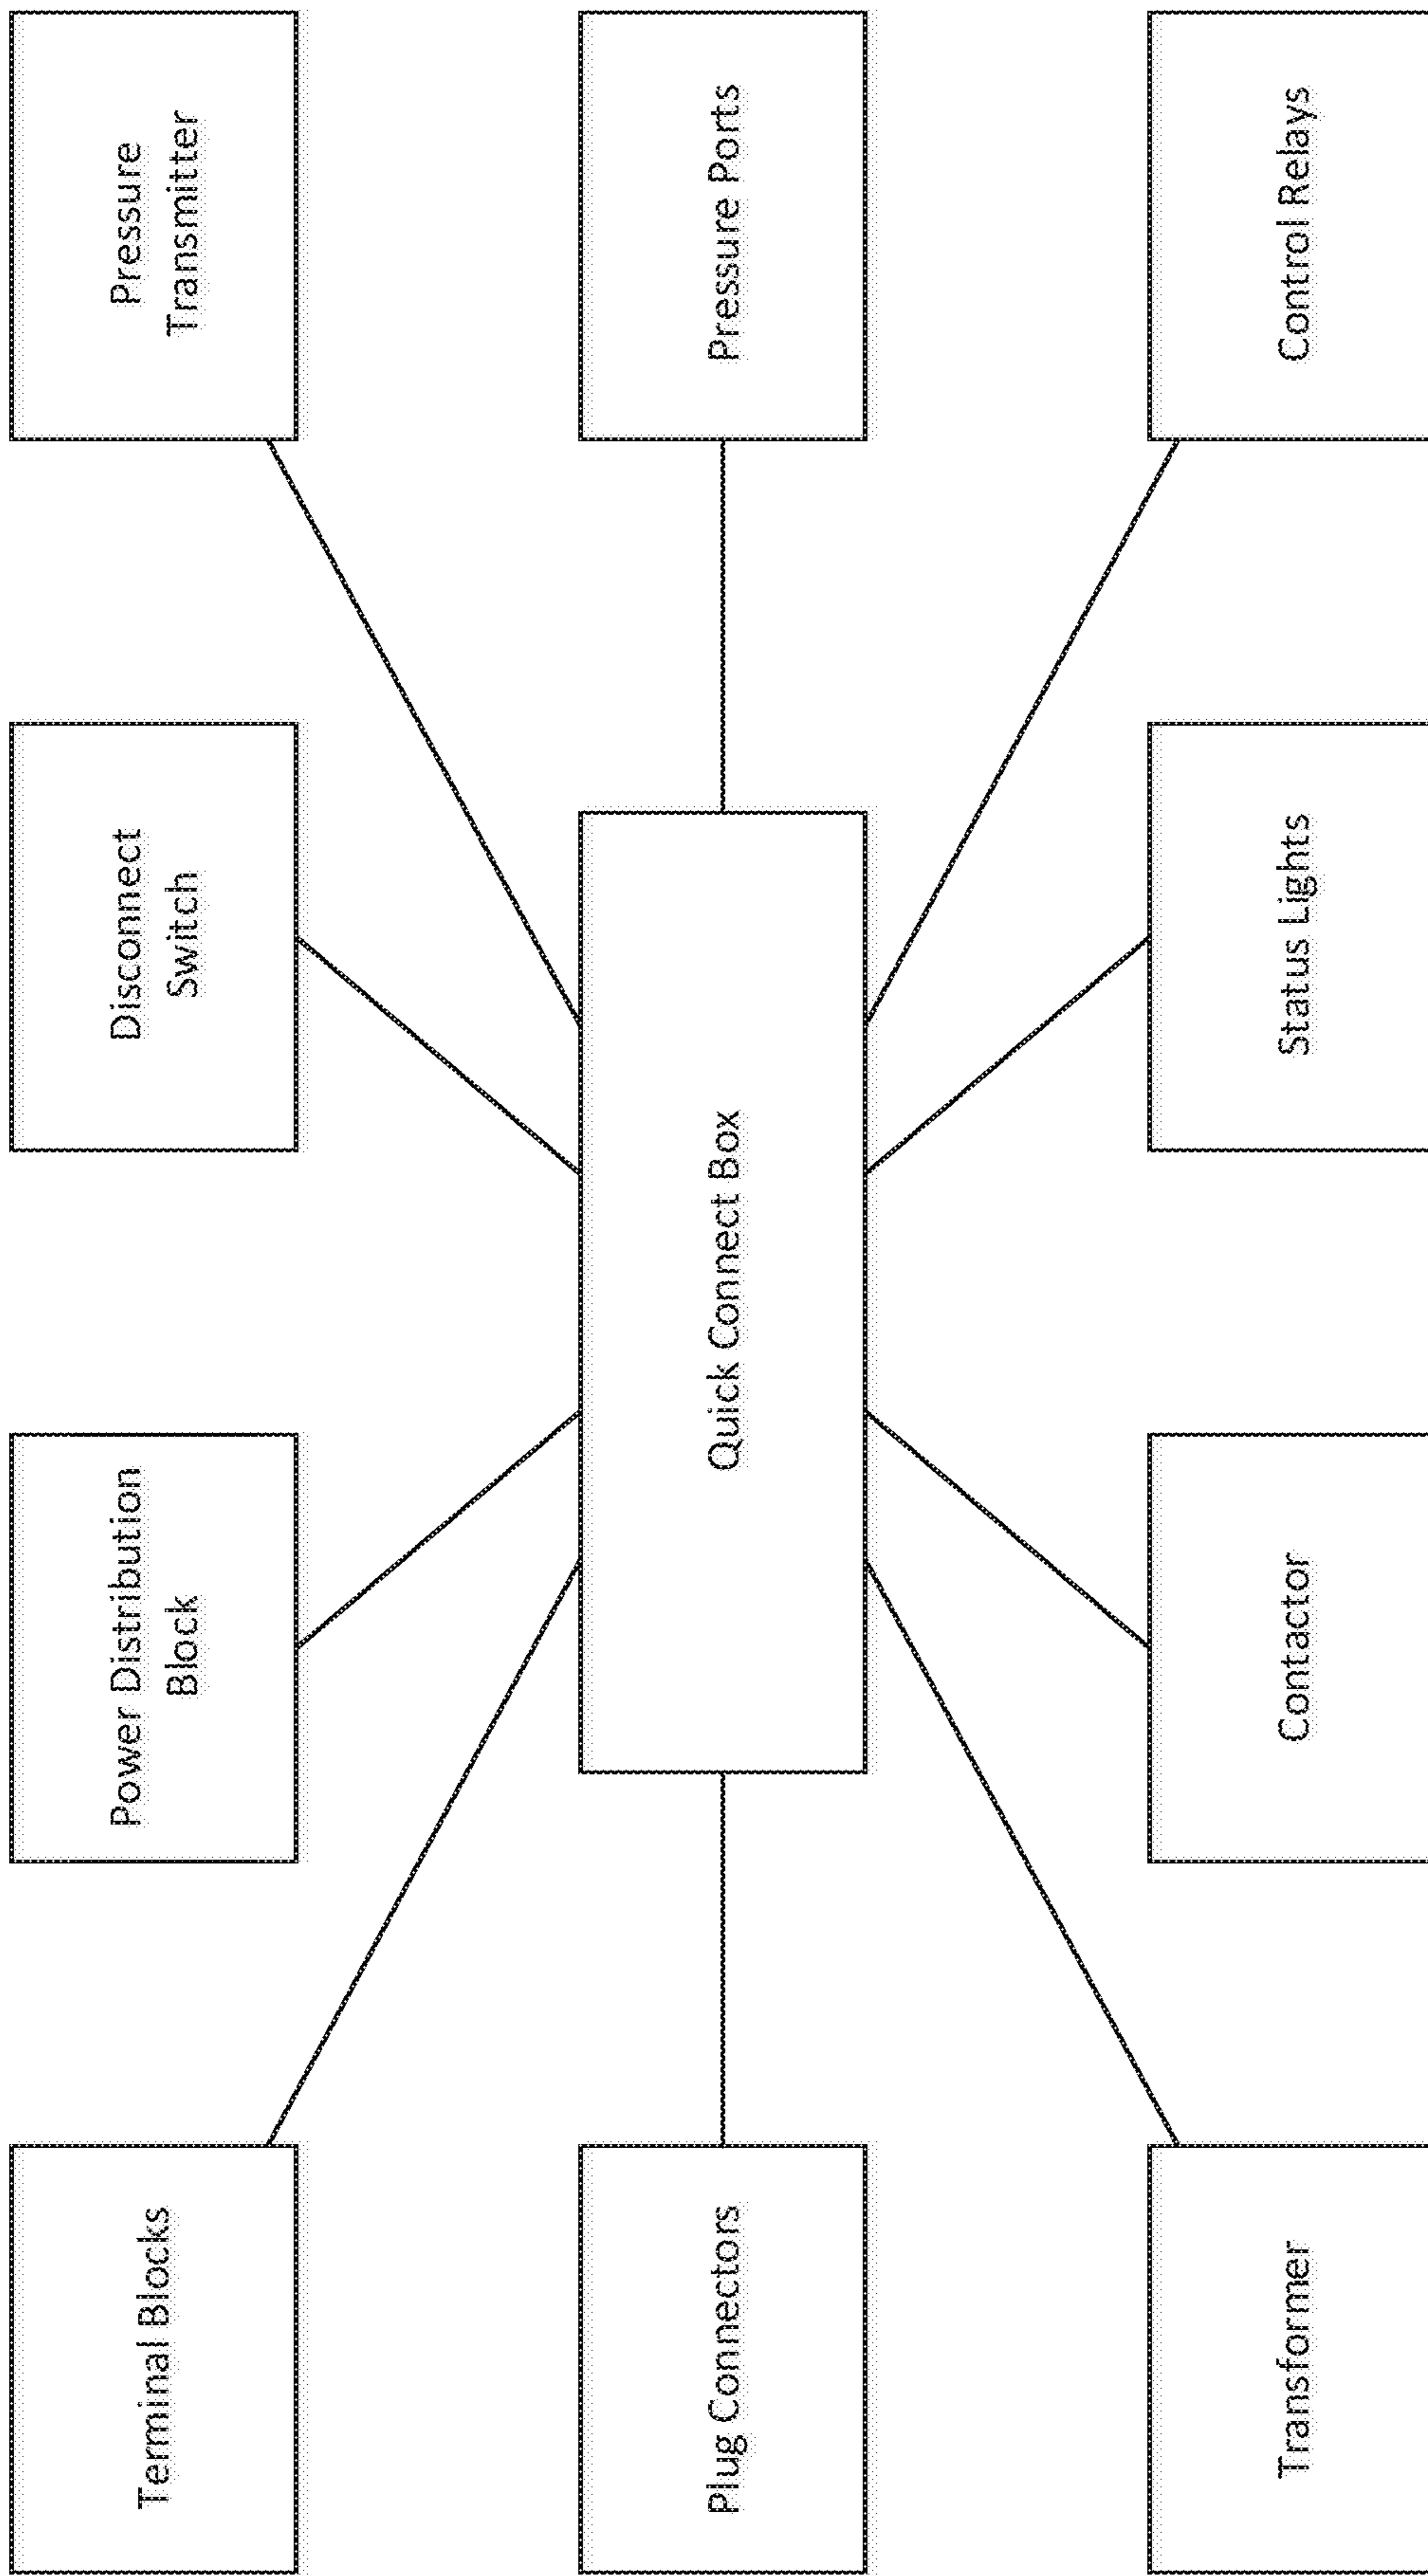 Terminal Blocks
Power Distribution
Block
Disconnect
Switch
Pressure
Transmitter
Plug Connectors
Quick Connect Box
Pressure Ports
Transformer
Contactor
Status Lights
Control Relays